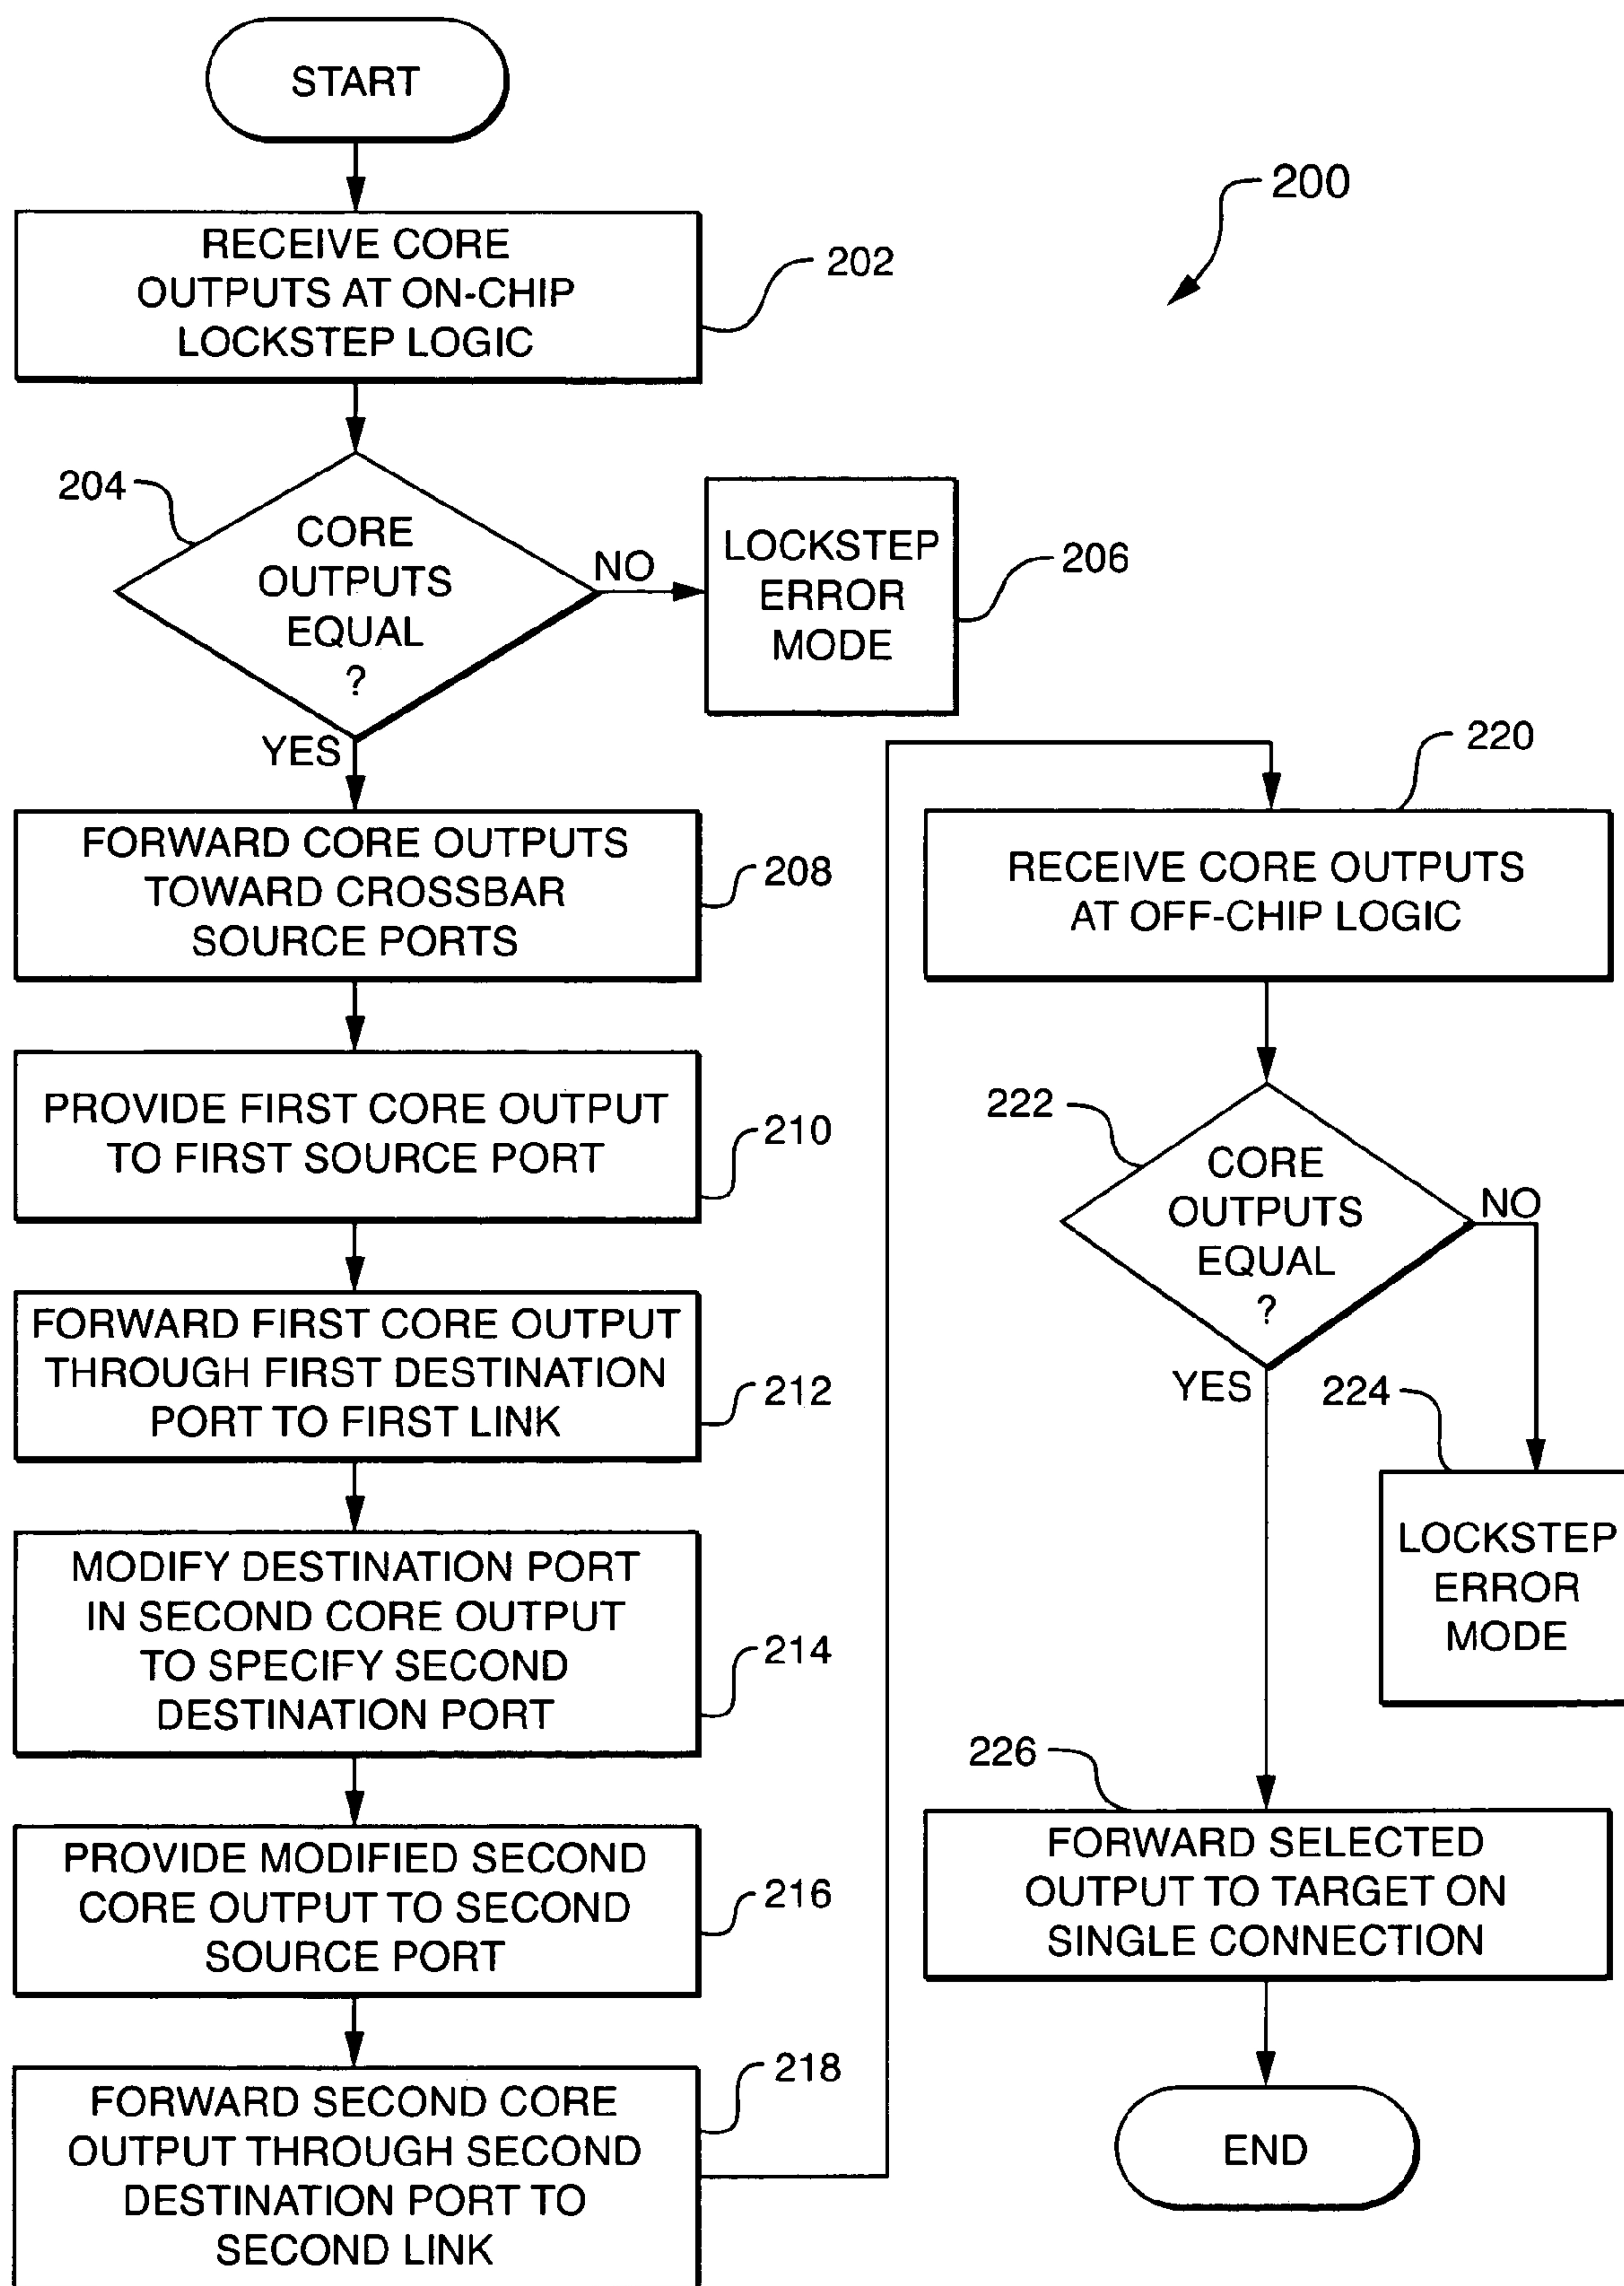 START
200
RECEIVE CORE
OUTPUTS AT ON-CHIP
LOCKSTEP LOGIC
202
204
CORE
OUTPUTS
EQUAL
?
NO
YES
LOCKSTEP
ERROR
MODE
206
FORWARD CORE OUTPUTS
TOWARD CROSSBAR
SOURCE PORTS
208
PROVIDE FIRST CORE OUTPUT
TO FIRST SOURCE PORT
210
FORWARD FIRST CORE OUTPUT
THROUGH FIRST DESTINATION
PORT TO FIRST LINK
212
MODIFY DESTINATION PORT
IN SECOND CORE OUTPUT
TO SPECIFY SECOND
DESTINATION PORT
214
PROVIDE MODIFIED SECOND
CORE OUTPUT TO SECOND
SOURCE PORT
216
FORWARD SECOND CORE
OUTPUT THROUGH SECOND
DESTINATION PORT TO
SECOND LINK
218
220
RECEIVE CORE OUTPUTS
AT OFF-CHIP LOGIC
222
CORE
OUTPUTS
EQUAL
?
NO
YES
224
LOCKSTEP
ERROR
MODE
226
FORWARD SELECTED
OUTPUT TO TARGET ON
SINGLE CONNECTION
END